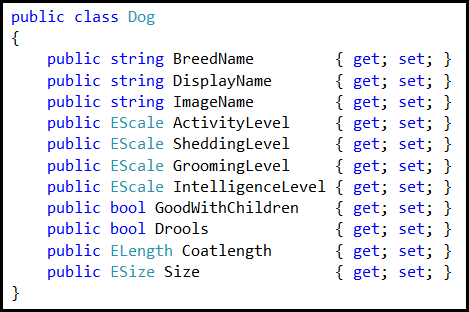 public class Dog
{
    public string BreedName         { get; set; }
    public string DisplayName       { get; set; }
    public string ImageName         { get; set; }
    public EScale ActivityLevel     { get; set; }
    public EScale SheddingLevel     { get; set; }
    public EScale GroomingLevel     { get; set; }
    public EScale IntelligenceLevel { get; set; }
    public bool GoodWithChildren    { get; set; }
    public bool Drools              { get; set; }
    public ELength Coatlength       { get; set; }
    public ESize Size               { get; set; }
}